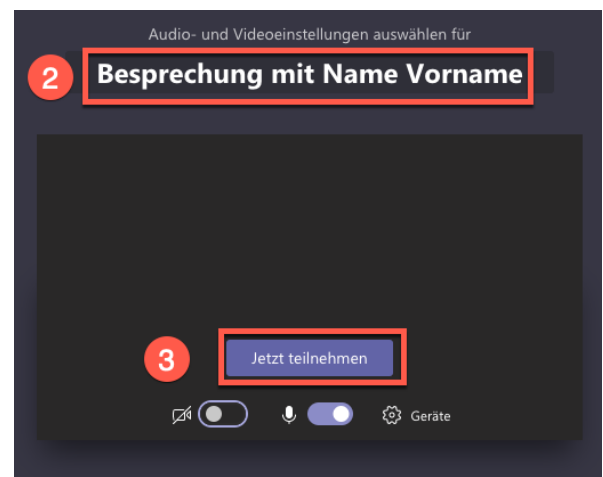 Audio- und Videoeinstellungen auswählen für
2 Besprechung mit Name Vorname
3 Jetzt teilnehmen
Geräte